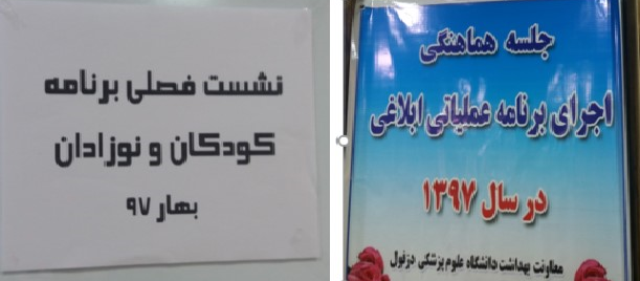 نشست فصلی برنامه
کودکان و نوزادان
بهار ۹۷
جلسه هماهنگی
اجرای برنامه عملیاتی ابلاغی
در سال ۱۳۹۷
معاونت بهداشت دانشگاه علوم پزشکی دزفول